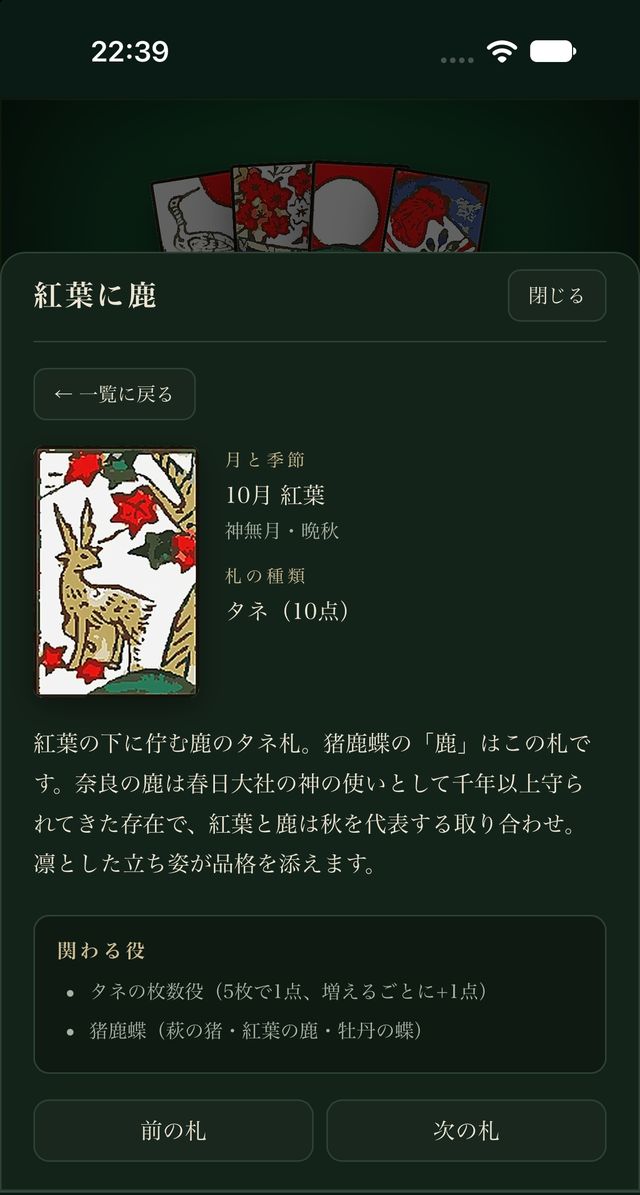 22:39
紅葉に鹿
閉じる
← 一覧に戻る
月と季節
10月 紅葉
神無月・晩秋
札の種類
タネ（10点）
紅葉の下に佇む鹿のタネ札。猪鹿蝶の「鹿」はこの札で
す。奈良の鹿は春日大社の神の使いとして千年以上守ら
れてきた存在で、紅葉と鹿は秋を代表する取り合わせ。
凛とした立ち姿が品格を添えます。
関わる役
• タネの枚数役（5枚で1点、増えるごとに+1点）
• 猪鹿蝶（萩の猪・紅葉の鹿・牡丹の蝶）
前の札
次の札